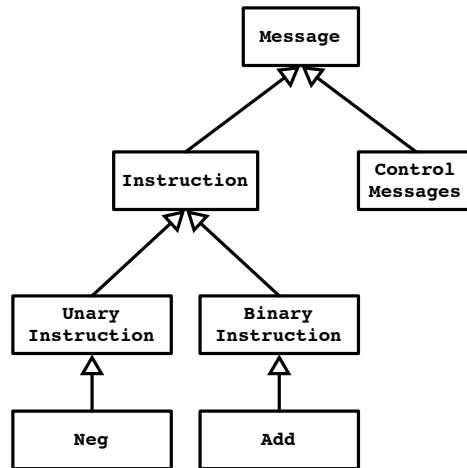 Message
Instruction
Control
Messages
Unary
Instruction
Binary
Instruction
Neg
Add